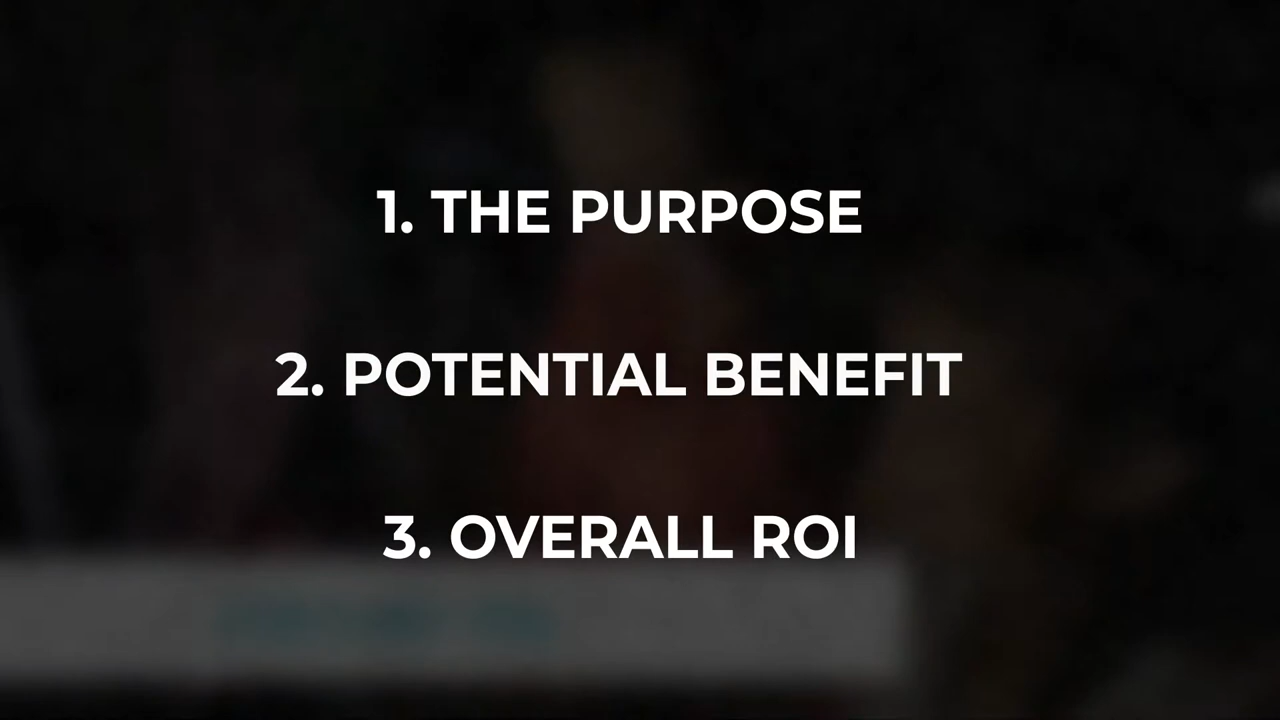 1. THE PURPOSE
2. POTENTIAL BENEFIT
3. OVERALL ROI